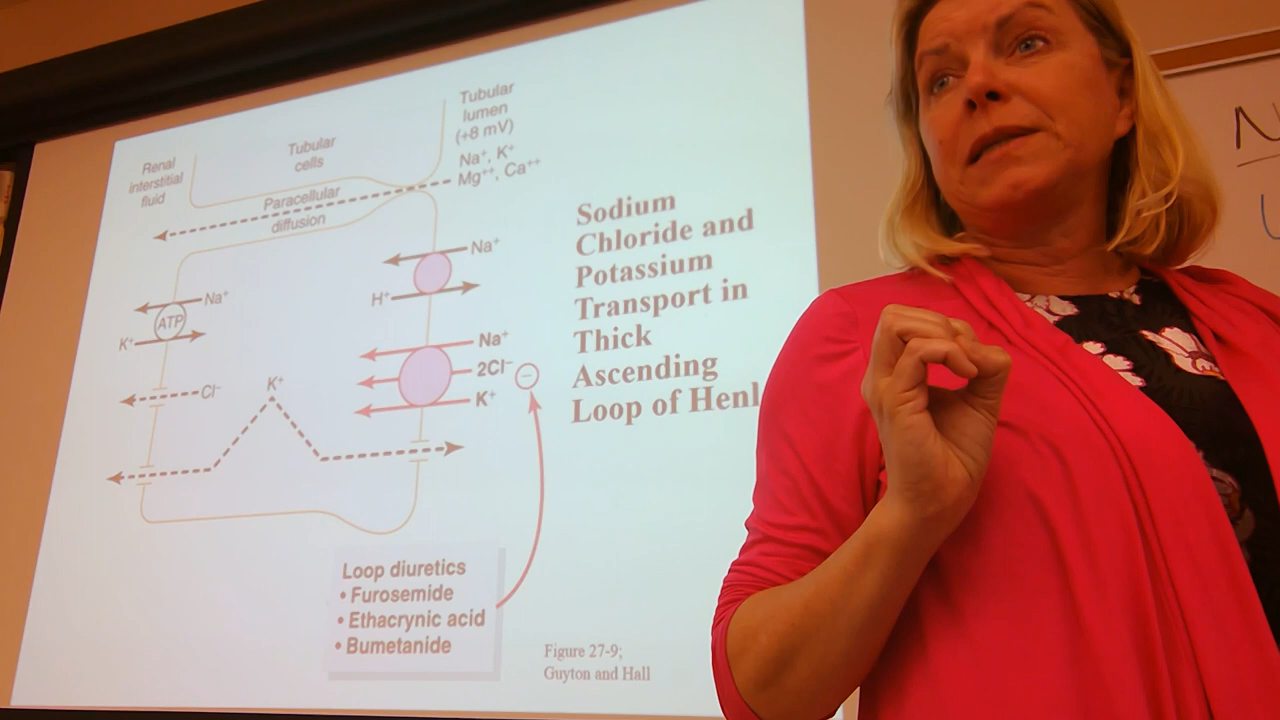 Tubular
lumen
(+8 mV)
Tubular
cells
Renal
interstitial
fluid
Na⁺, K⁺
Mg⁺⁺, Ca⁺⁺
Paracellular
diffusion
Na⁺
H⁺
Na⁺
ATP
K⁺
Na⁺
2Cl⁻
K⁺
−
Cl⁻
K⁺
Sodium
Chloride and
Potassium
Transport in
Thick
Ascending
Loop of Henl
Loop diuretics
• Furosemide
• Ethacrynic acid
• Bumetanide
Figure 27-9;
Guyton and Hall